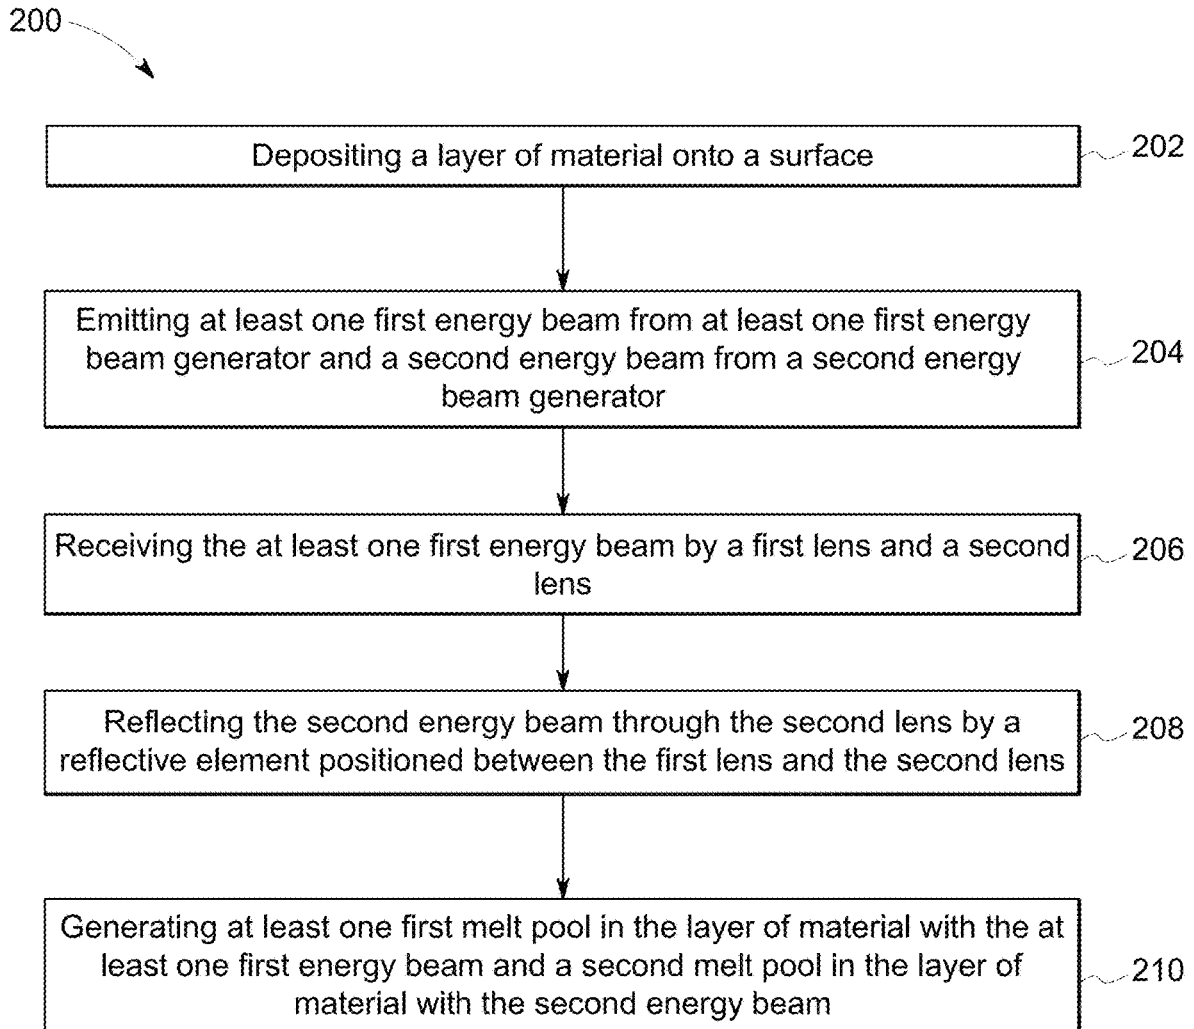 200
Depositing a layer of material onto a surface
202
Emitting at least one first energy beam from at least one first energy
beam generator and a second energy beam from a second energy
beam generator
204
Receiving the at least one first energy beam by a first lens and a second
lens
206
Reflecting the second energy beam through the second lens by a
reflective element positioned between the first lens and the second lens
208
Generating at least one first melt pool in the layer of material with the at
least one first energy beam and a second melt pool in the layer of
material with the second energy beam
210